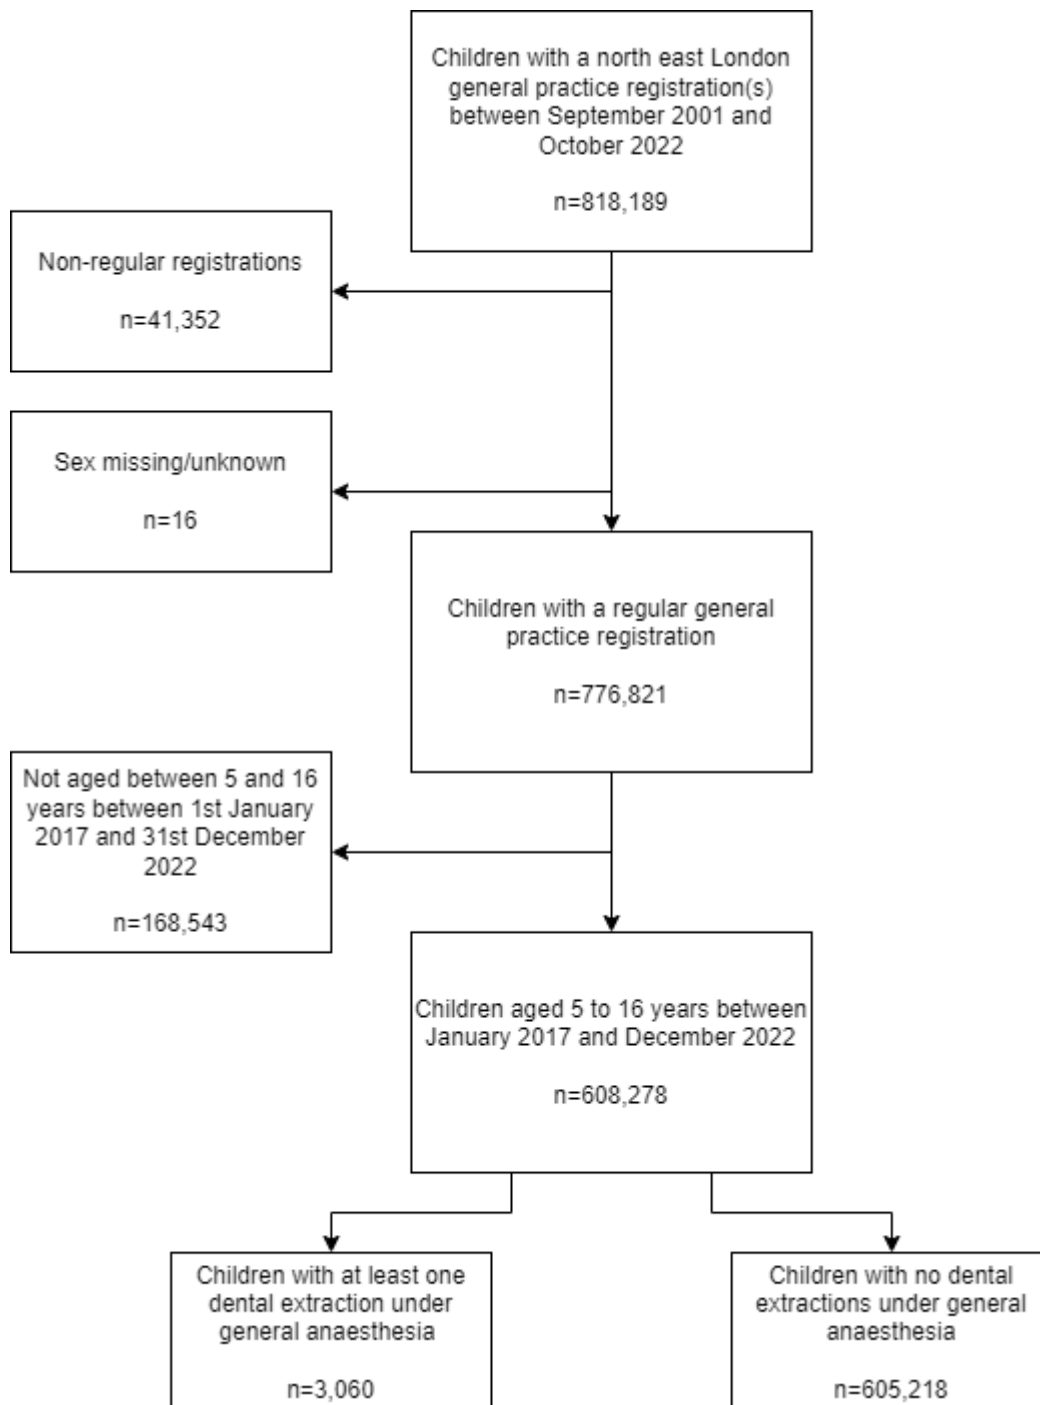 Children with a north east London
general practice registration(s)
between September 2001 and
October 2022
n=818,189
Non-regular registrations
n=41,352
Sex missing/unknown
n=16
Children with a regular general
practice registration
n=776,821
Not aged between 5 and 16
years between 1st January
2017 and 31st December
2022
n=168,543
Children aged 5 to 16 years between
January 2017 and December 2022
n=608,278
Children with at least one
dental extraction under
general anaesthesia
n=3,060
Children with no dental
extractions under general
anaesthesia
n=605,218